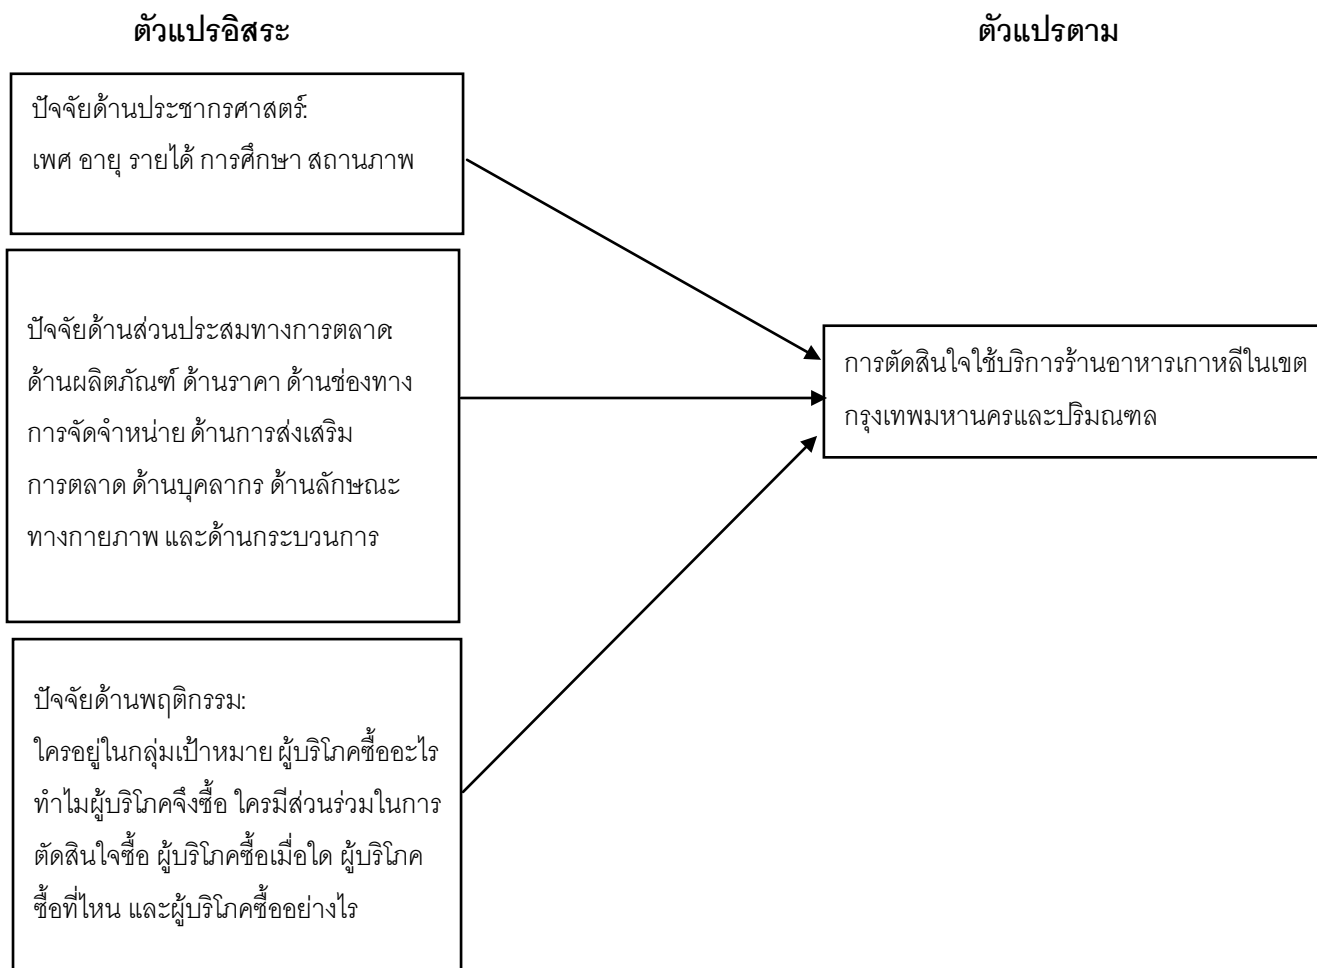 ตัวแปรอิสระ
ตัวแปรตาม
ปัจจัยด้านประชากรศาสตร์:
เพศ อายุ รายได้ การศึกษา สถานภาพ
ปัจจัยด้านส่วนประสมทางการตลาด:
ด้านผลิตภัณฑ์ ด้านราคา ด้านช่องทาง
การจัดจำหน่าย ด้านการส่งเสริม
การตลาด ด้านบุคลากร ด้านลักษณะ
ทางกายภาพ และด้านกระบวนการ
ปัจจัยด้านพฤติกรรม:
ใครอยู่ในกลุ่มเป้าหมาย ผู้บริโภคซื้ออะไร
ทำไมผู้บริโภคจึงซื้อ ใครมีส่วนร่วมในการ
ตัดสินใจซื้อ ผู้บริโภคซื้อเมื่อใด ผู้บริโภค
ซื้อที่ไหน และผู้บริโภคซื้ออย่างไร
การตัดสินใจใช้บริการร้านอาหารเกาหลีในเขต
กรุงเทพมหานครและปริมณฑล